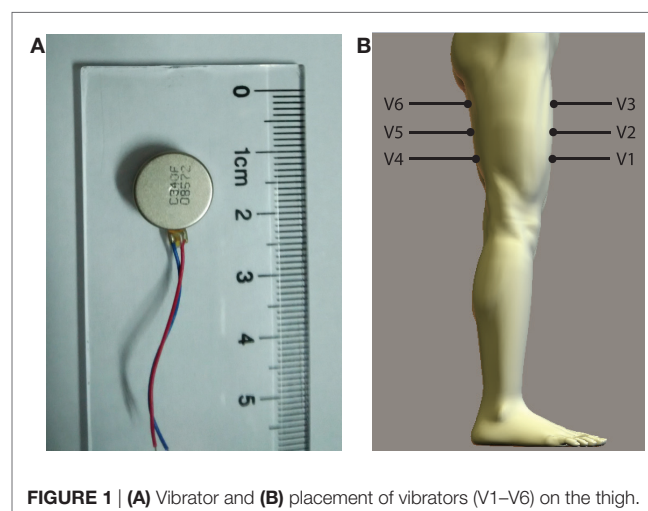 A
B
0
1cm
2
3
4
5
C340F
08572
V6
V3
V5
V2
V4
V1
FIGURE 1 | (A) Vibrator and (B) placement of vibrators (V1–V6) on the thigh.